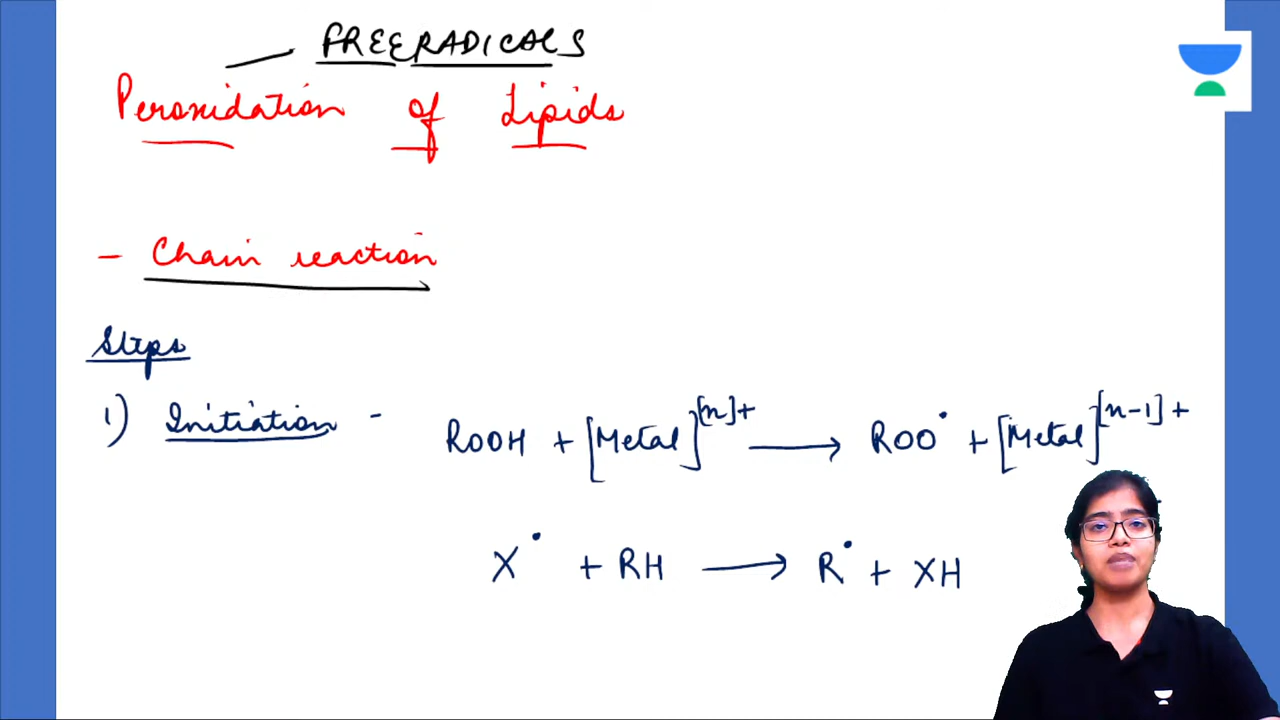 FREERADICALS
Peroxidation of Lipids
- Chain reaction
Steps
1) Initiation -
ROOH + [Metal]^[n]+ ⟶ ROO• + [Metal]^[n-1]+
X• + RH ⟶ R• + XH